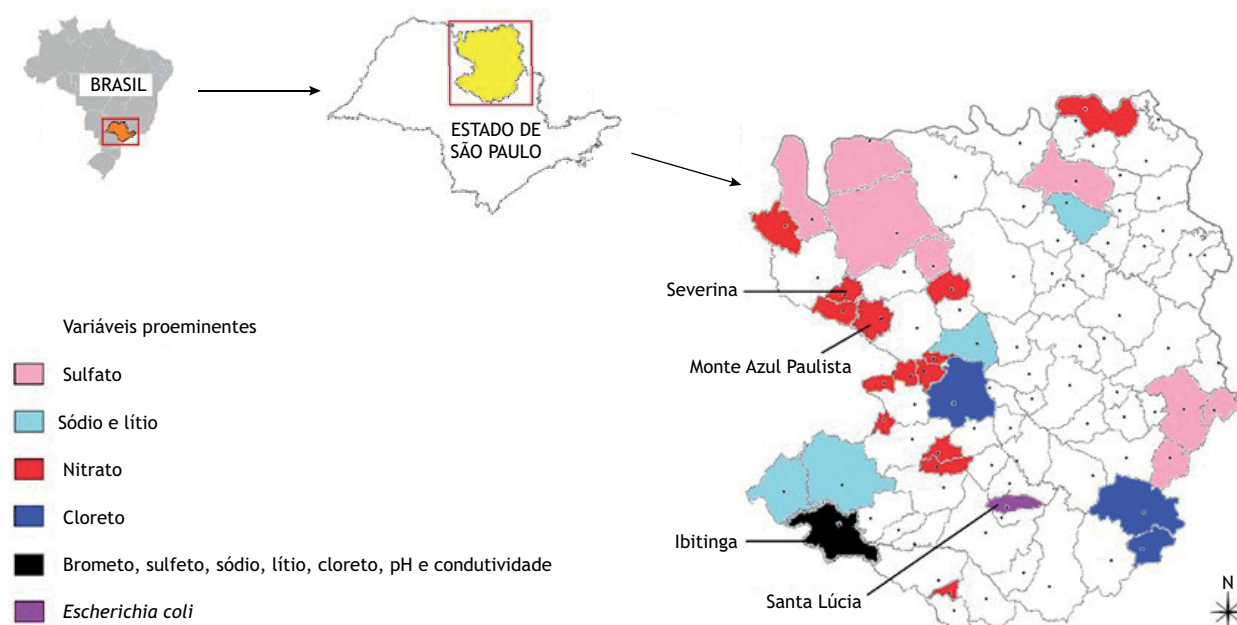 BRASIL
ESTADO DE
SÃO PAULO
Severina
Monte Azul Paulista
Ibitinga
Santa Lúcia
N
Variáveis proeminentes
Sulfato
Sódio e lítio
Nitrato
Cloreto
Brometo, sulfeto, sódio, lítio, cloreto, pH e condutividade
Escherichia coli